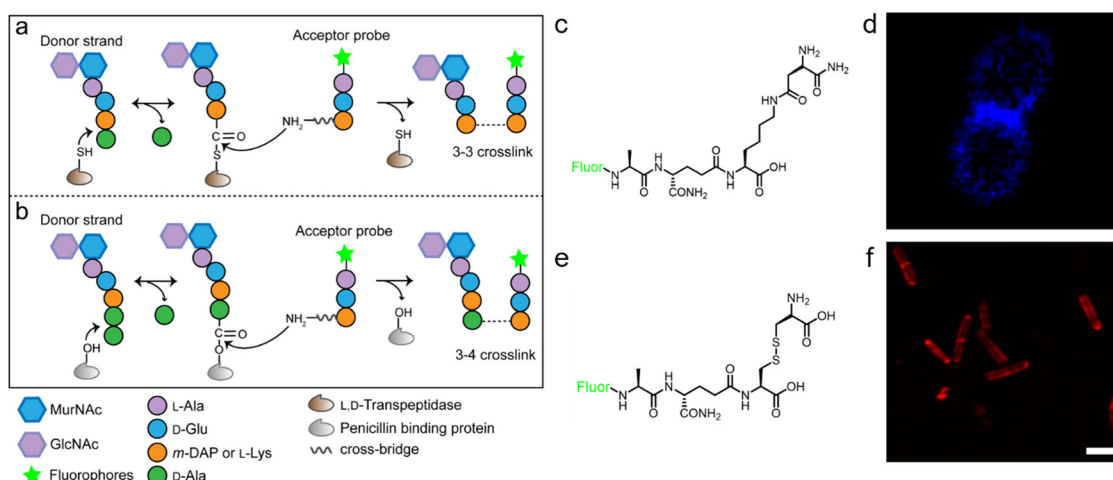 a
Donor strand
Acceptor probe
SH
C=O
S
NH2
SH
3-3 crosslink
b
Donor strand
Acceptor probe
OH
C=O
O
NH2
OH
3-4 crosslink
MurNAc
GlcNAc
Fluorophores
L-Ala
D-Glu
m-DAP or L-Lys
D-Ala
L,D-Transpeptidase
Penicillin binding protein
cross-bridge
c
NH2
NH2
O
O
HN
Fluor
N
H
O
H
N
CONH2
O
N
H
O
OH
d
e
NH2
OH
O
S
S
Fluor
N
H
O
H
N
CONH2
O
N
H
O
OH
f